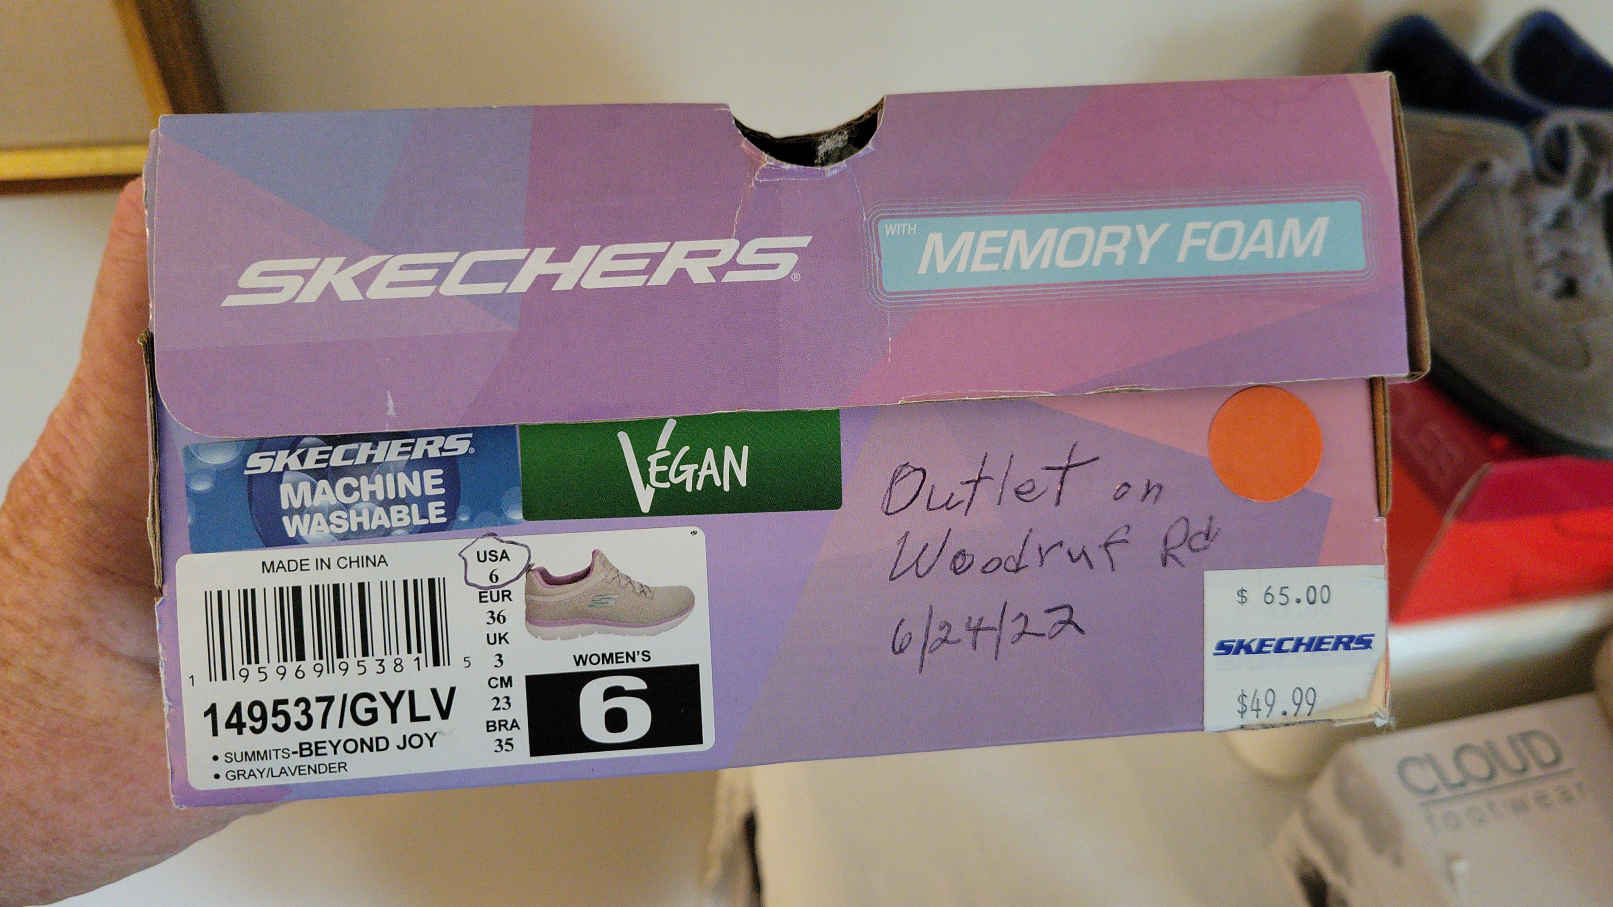 SKECHERS®
WITH MEMORY FOAM
SKECHERS®
MACHINE
WASHABLE
VEGAN
Outlet on
Woodruf Rd
6/24/22
MADE IN CHINA
1 95969 95381 5
149537/GYLV
• SUMMITS-BEYOND JOY
• GRAY/LAVENDER
USA
6
EUR
36
UK
3
CM
23
BRA
35
WOMEN'S
6
$ 65.00
SKECHERS
$49.99
CLOUD
footwear